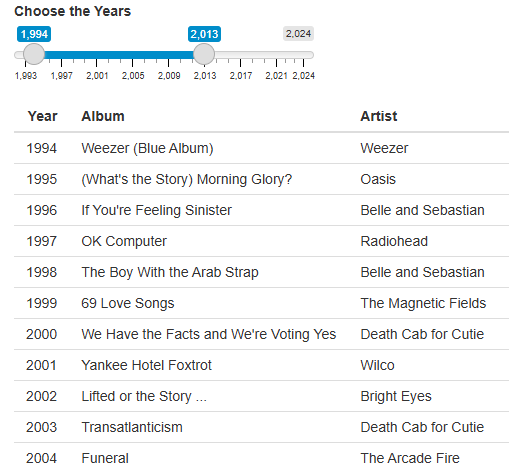 Choose the Years
1,994 2,013 2,024
1,993 1,997 2,001 2,005 2,009 2,013 2,017 2,021 2,024
Year Album Artist
1994 Weezer (Blue Album) Weezer
1995 (What's the Story) Morning Glory? Oasis
1996 If You're Feeling Sinister Belle and Sebastian
1997 OK Computer Radiohead
1998 The Boy With the Arab Strap Belle and Sebastian
1999 69 Love Songs The Magnetic Fields
2000 We Have the Facts and We're Voting Yes Death Cab for Cutie
2001 Yankee Hotel Foxtrot Wilco
2002 Lifted or the Story ... Bright Eyes
2003 Transatlanticism Death Cab for Cutie
2004 Funeral The Arcade Fire